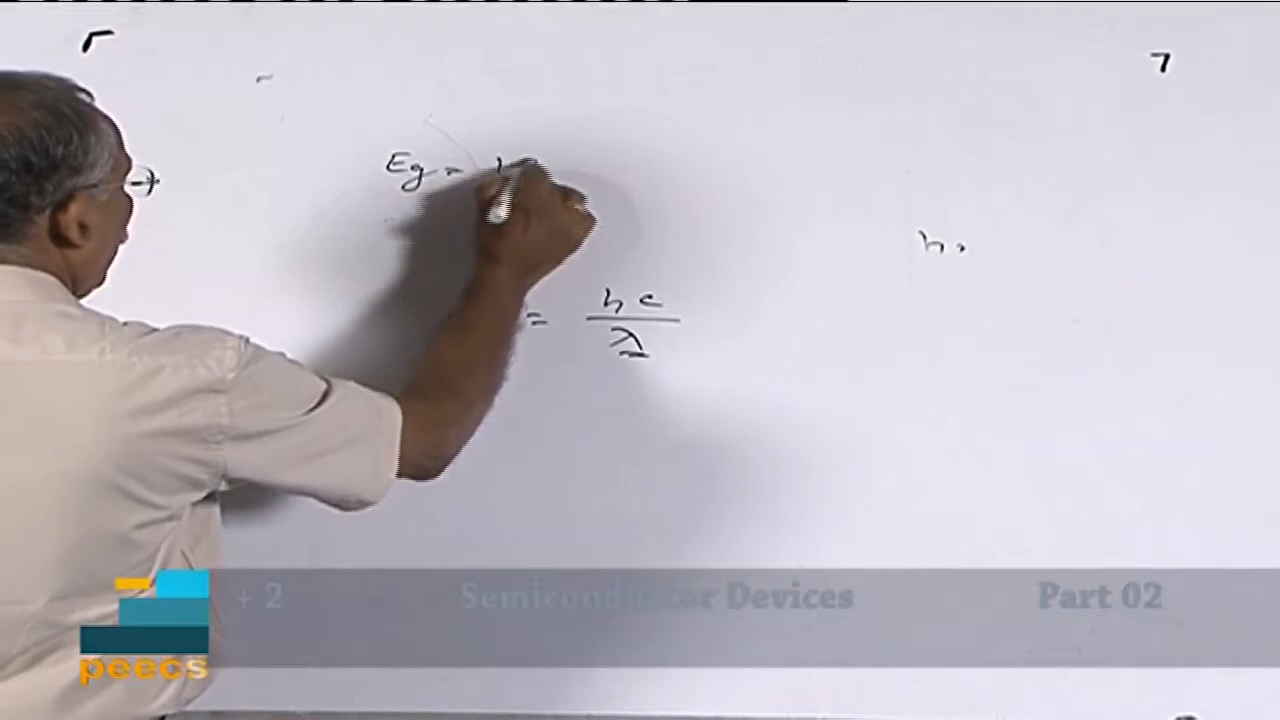 Eg = h
= hc
λ
h =
+ 2 Semiconductor Devices Part 02
peecs